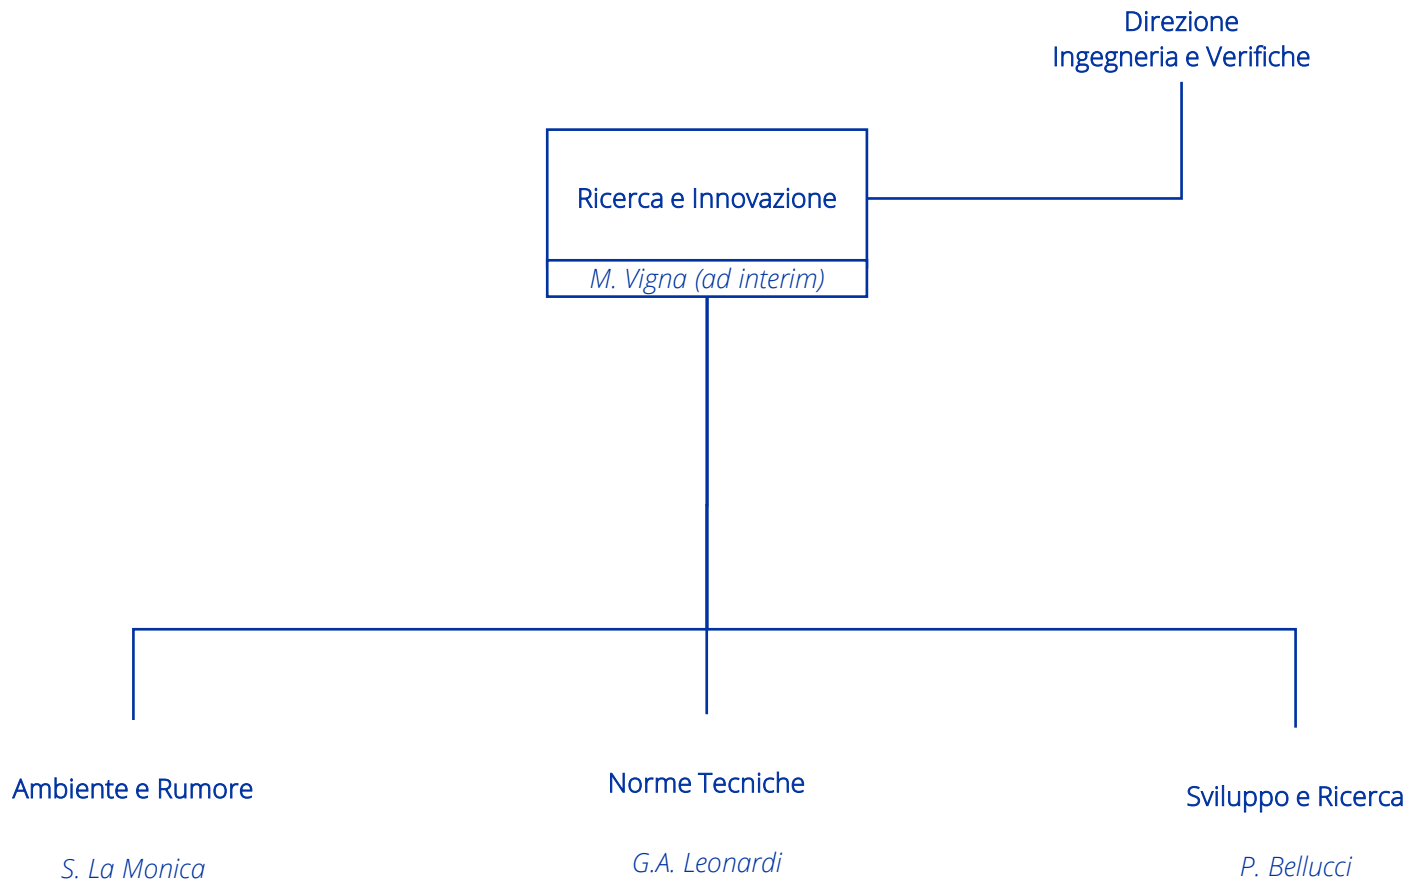 Direzione
Ingegneria e Verifiche
Ricerca e Innovazione
M. Vigna (ad interim)
Ambiente e Rumore
S. La Monica
Norme Tecniche
G.A. Leonardi
Sviluppo e Ricerca
P. Bellucci